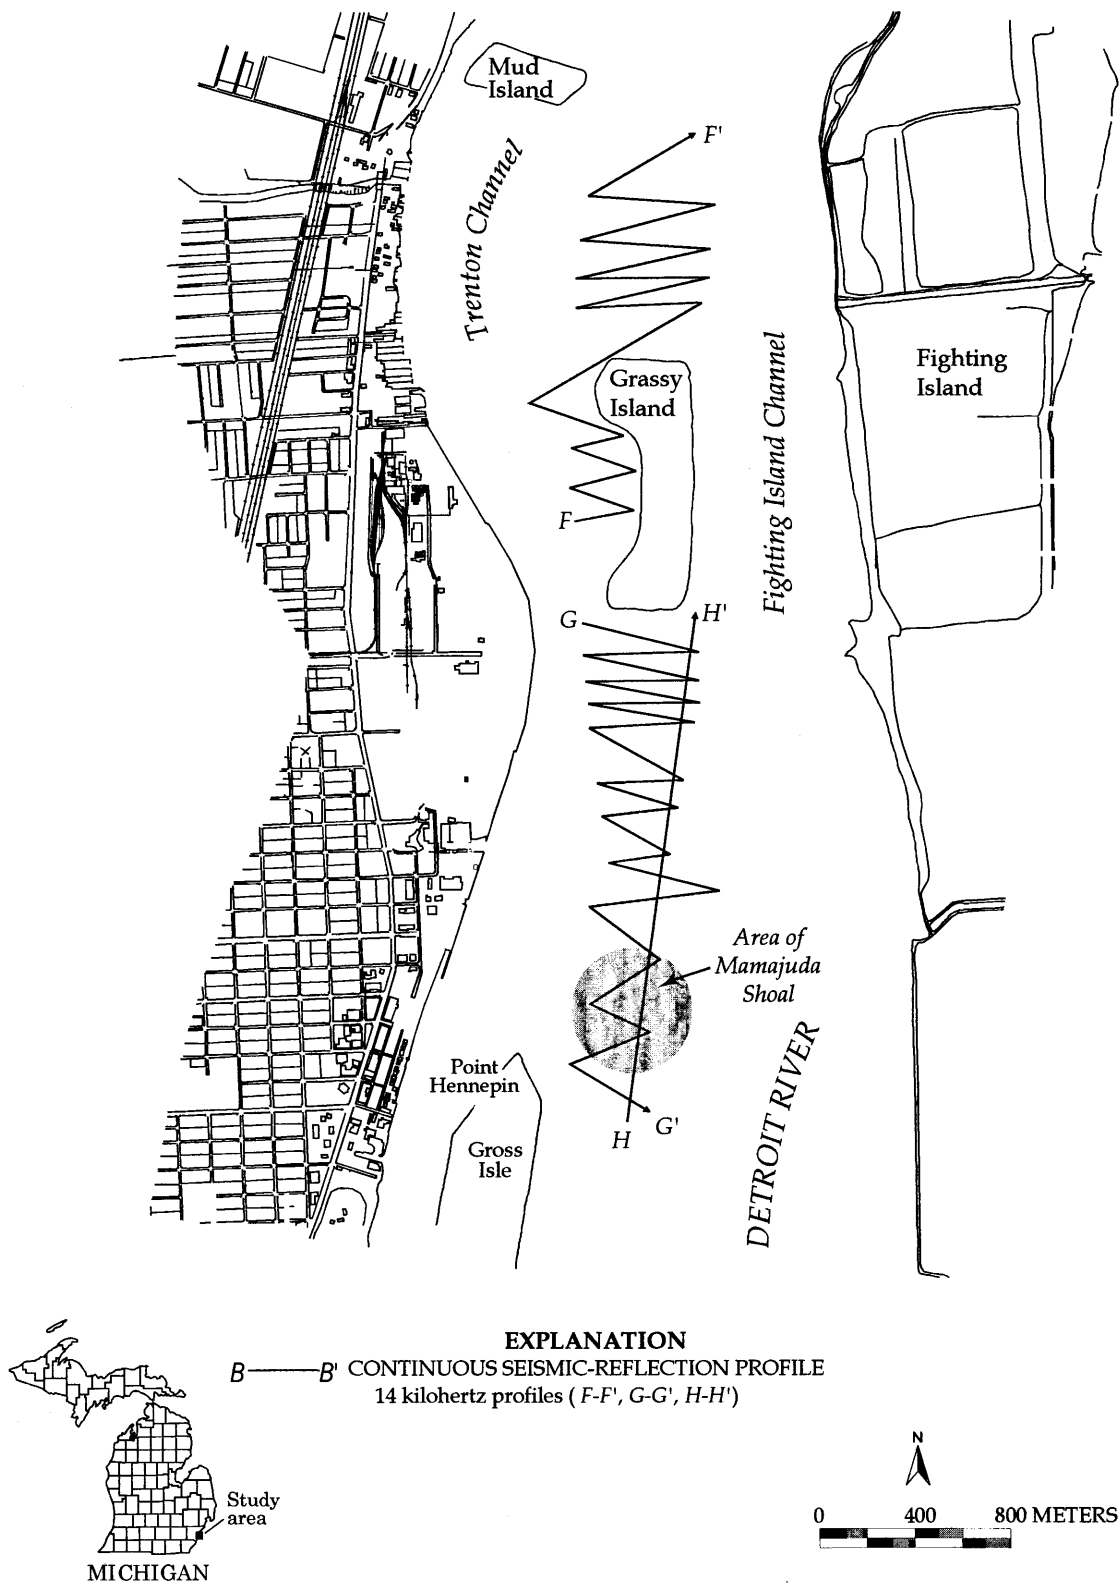 Mud
Island
F'
Trenton Channel
Grassy
Island
Fighting
Island
Fighting Island Channel
F
G
H'
Area of
Mamajuda
Shoal
Point
Hennepin
G'
H
Gross
Isle
DETROIT RIVER
EXPLANATION
B B' CONTINUOUS SEISMIC-REFLECTION PROFILE
14 kilohertz profiles ( F-F', G-G', H-H')
N
Study
area
0 400 800 METERS
MICHIGAN